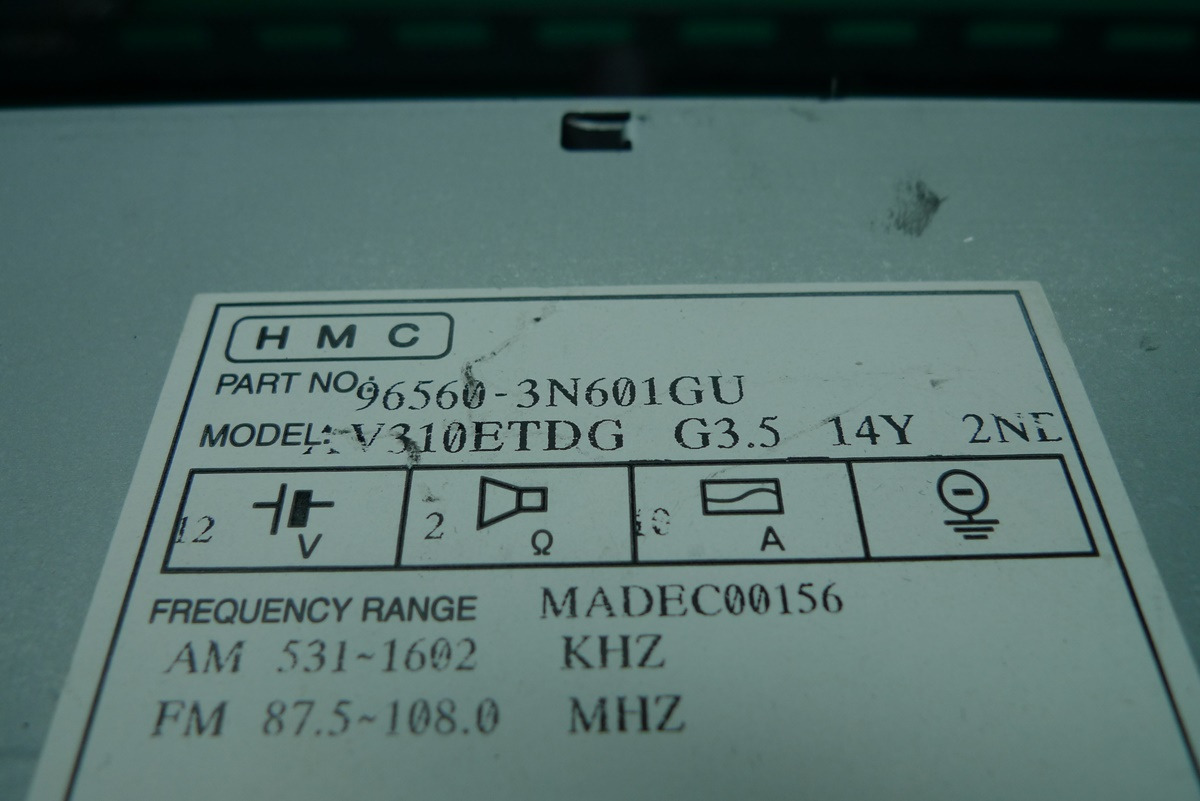 HMC
PART NO: 96560-3N601GU
MODEL: AV310ETDG G3.5 14Y 2NE
12 V 2 Ω 10 A
FREQUENCY RANGE MADEC00156
AM 531~1602 KHZ
FM 87.5~108.0 MHZ